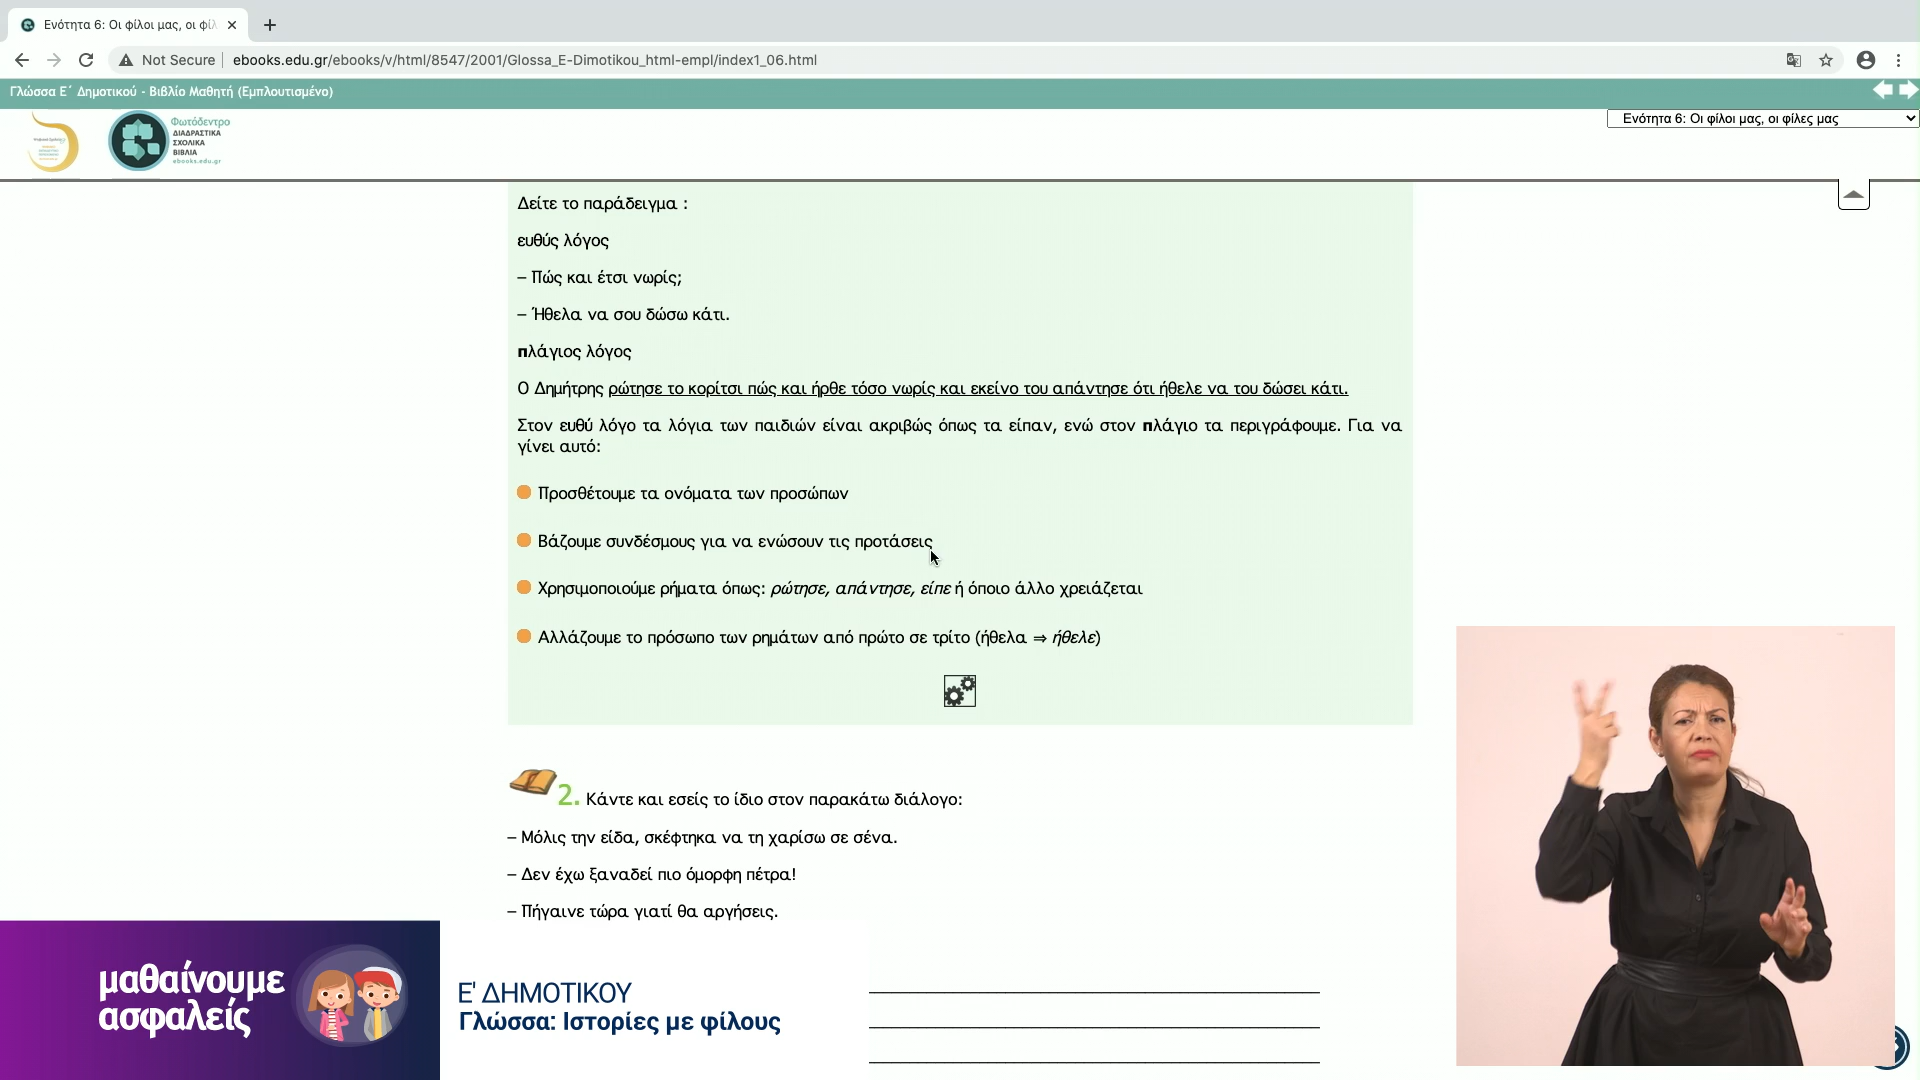 Ενότητα 6: Οι φίλοι μας, οι φίλ
Not Secure
ebooks.edu.gr/ebooks/v/html/8547/2001/Glossa_E-Dimotikou_html-empl/index1_06.html
Γλώσσα Ε΄ Δημοτικού - Βιβλίο Μαθητή (Εμπλουτισμένο)
Φωτόδεντρο
ΔΙΑΔΡΑΣΤΙΚΑ
ΣΧΟΛΙΚΑ
ΒΙΒΛΙΑ
ebooks.edu.gr
Ενότητα 6: Οι φίλοι μας, οι φίλες μας
Δείτε το παράδειγμα :
ευθύς λόγος
– Πώς και έτσι νωρίς;
– Ήθελα να σου δώσω κάτι.
πλάγιος λόγος
Ο Δημήτρης ρώτησε το κορίτσι πώς και ήρθε τόσο νωρίς και εκείνο του απάντησε ότι ήθελε να του δώσει κάτι.
Στον ευθύ λόγο τα λόγια των παιδιών είναι ακριβώς όπως τα είπαν, ενώ στον πλάγιο τα περιγράφουμε. Για να
γίνει αυτό:
Προσθέτουμε τα ονόματα των προσώπων
Βάζουμε συνδέσμους για να ενώσουν τις προτάσεις
Χρησιμοποιούμε ρήματα όπως: ρώτησε, απάντησε, είπε ή όποιο άλλο χρειάζεται
Αλλάζουμε το πρόσωπο των ρημάτων από πρώτο σε τρίτο (ήθελα ⇒ ήθελε)
2. Κάντε και εσείς το ίδιο στον παρακάτω διάλογο:
– Μόλις την είδα, σκέφτηκα να τη χαρίσω σε σένα.
– Δεν έχω ξαναδεί πιο όμορφη πέτρα!
– Πήγαινε τώρα γιατί θα αργήσεις.
μαθαίνουμε
ασφαλείς
Ε' ΔΗΜΟΤΙΚΟΥ
Γλώσσα: Ιστορίες με φίλους